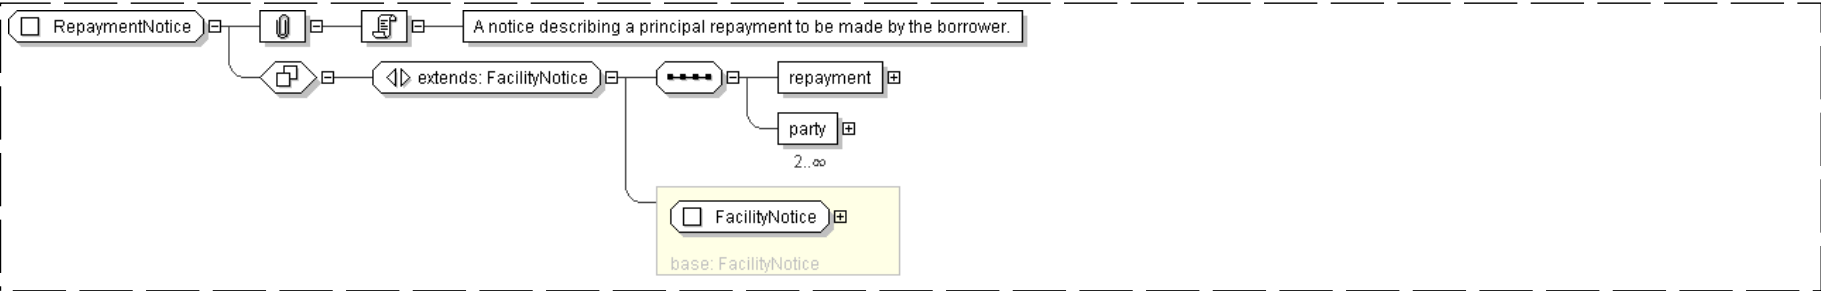 RepaymentNotice
A notice describing a principal repayment to be made by the borrower.
extends: FacilityNotice
repayment
party
2..∞
FacilityNotice
base: FacilityNotice